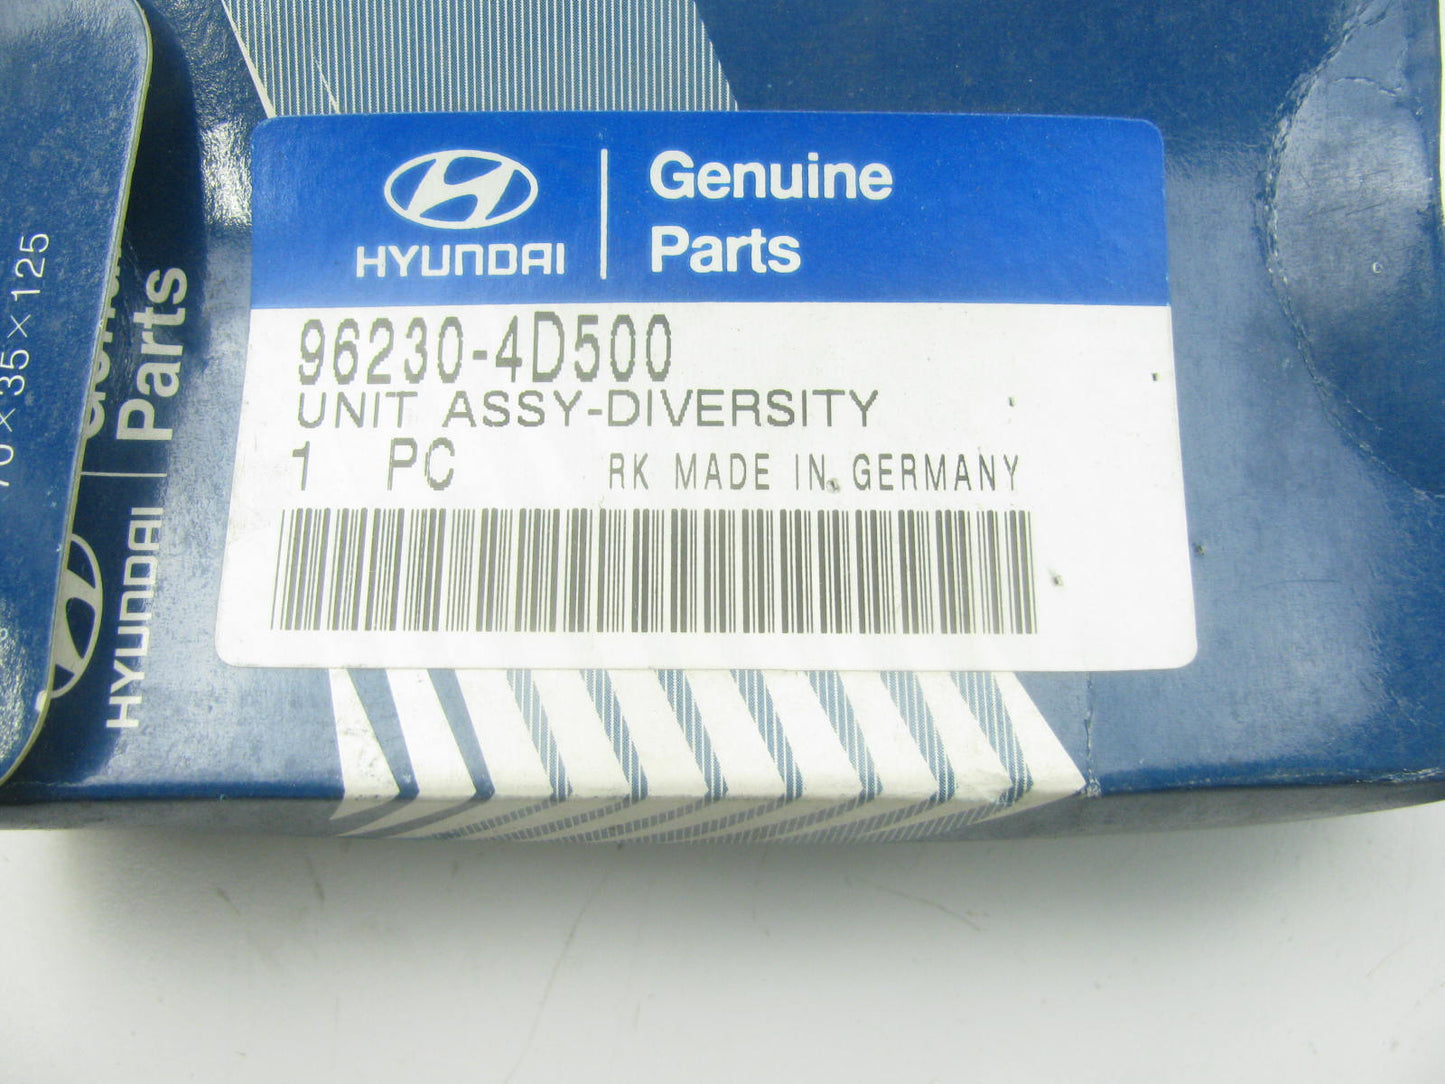 HYUNDAI
Genuine
Parts
96230-4D500
UNIT ASSY-DIVERSITY
1 PC RK MADE IN GERMANY
70×35×125
HYUNDAI
Parts